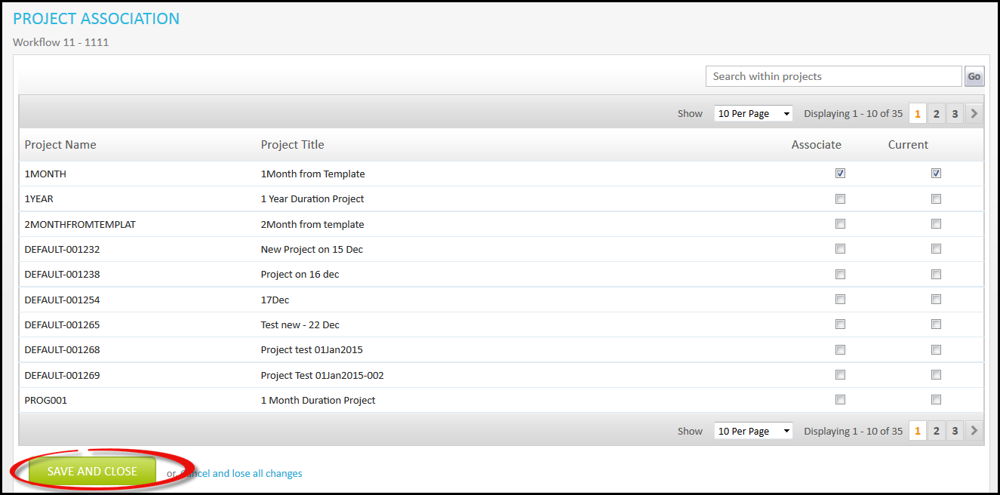 PROJECT ASSOCIATION
Workflow 11 - 1111
Search within projects Go
Show 10 Per Page Displaying 1 - 10 of 35 1 2 3 >
Project Name Project Title Associate Current
1MONTH 1Month from Template
1YEAR 1 Year Duration Project
2MONTHFROMTEMPLAT 2Month from template
DEFAULT-001232 New Project on 15 Dec
DEFAULT-001238 Project on 16 dec
DEFAULT-001254 17Dec
DEFAULT-001265 Test new - 22 Dec
DEFAULT-001268 Project test 01Jan2015
DEFAULT-001269 Project Test 01Jan2015-002
PROG001 1 Month Duration Project
Show 10 Per Page Displaying 1 - 10 of 35 1 2 3 >
SAVE AND CLOSE or Cancel and lose all changes